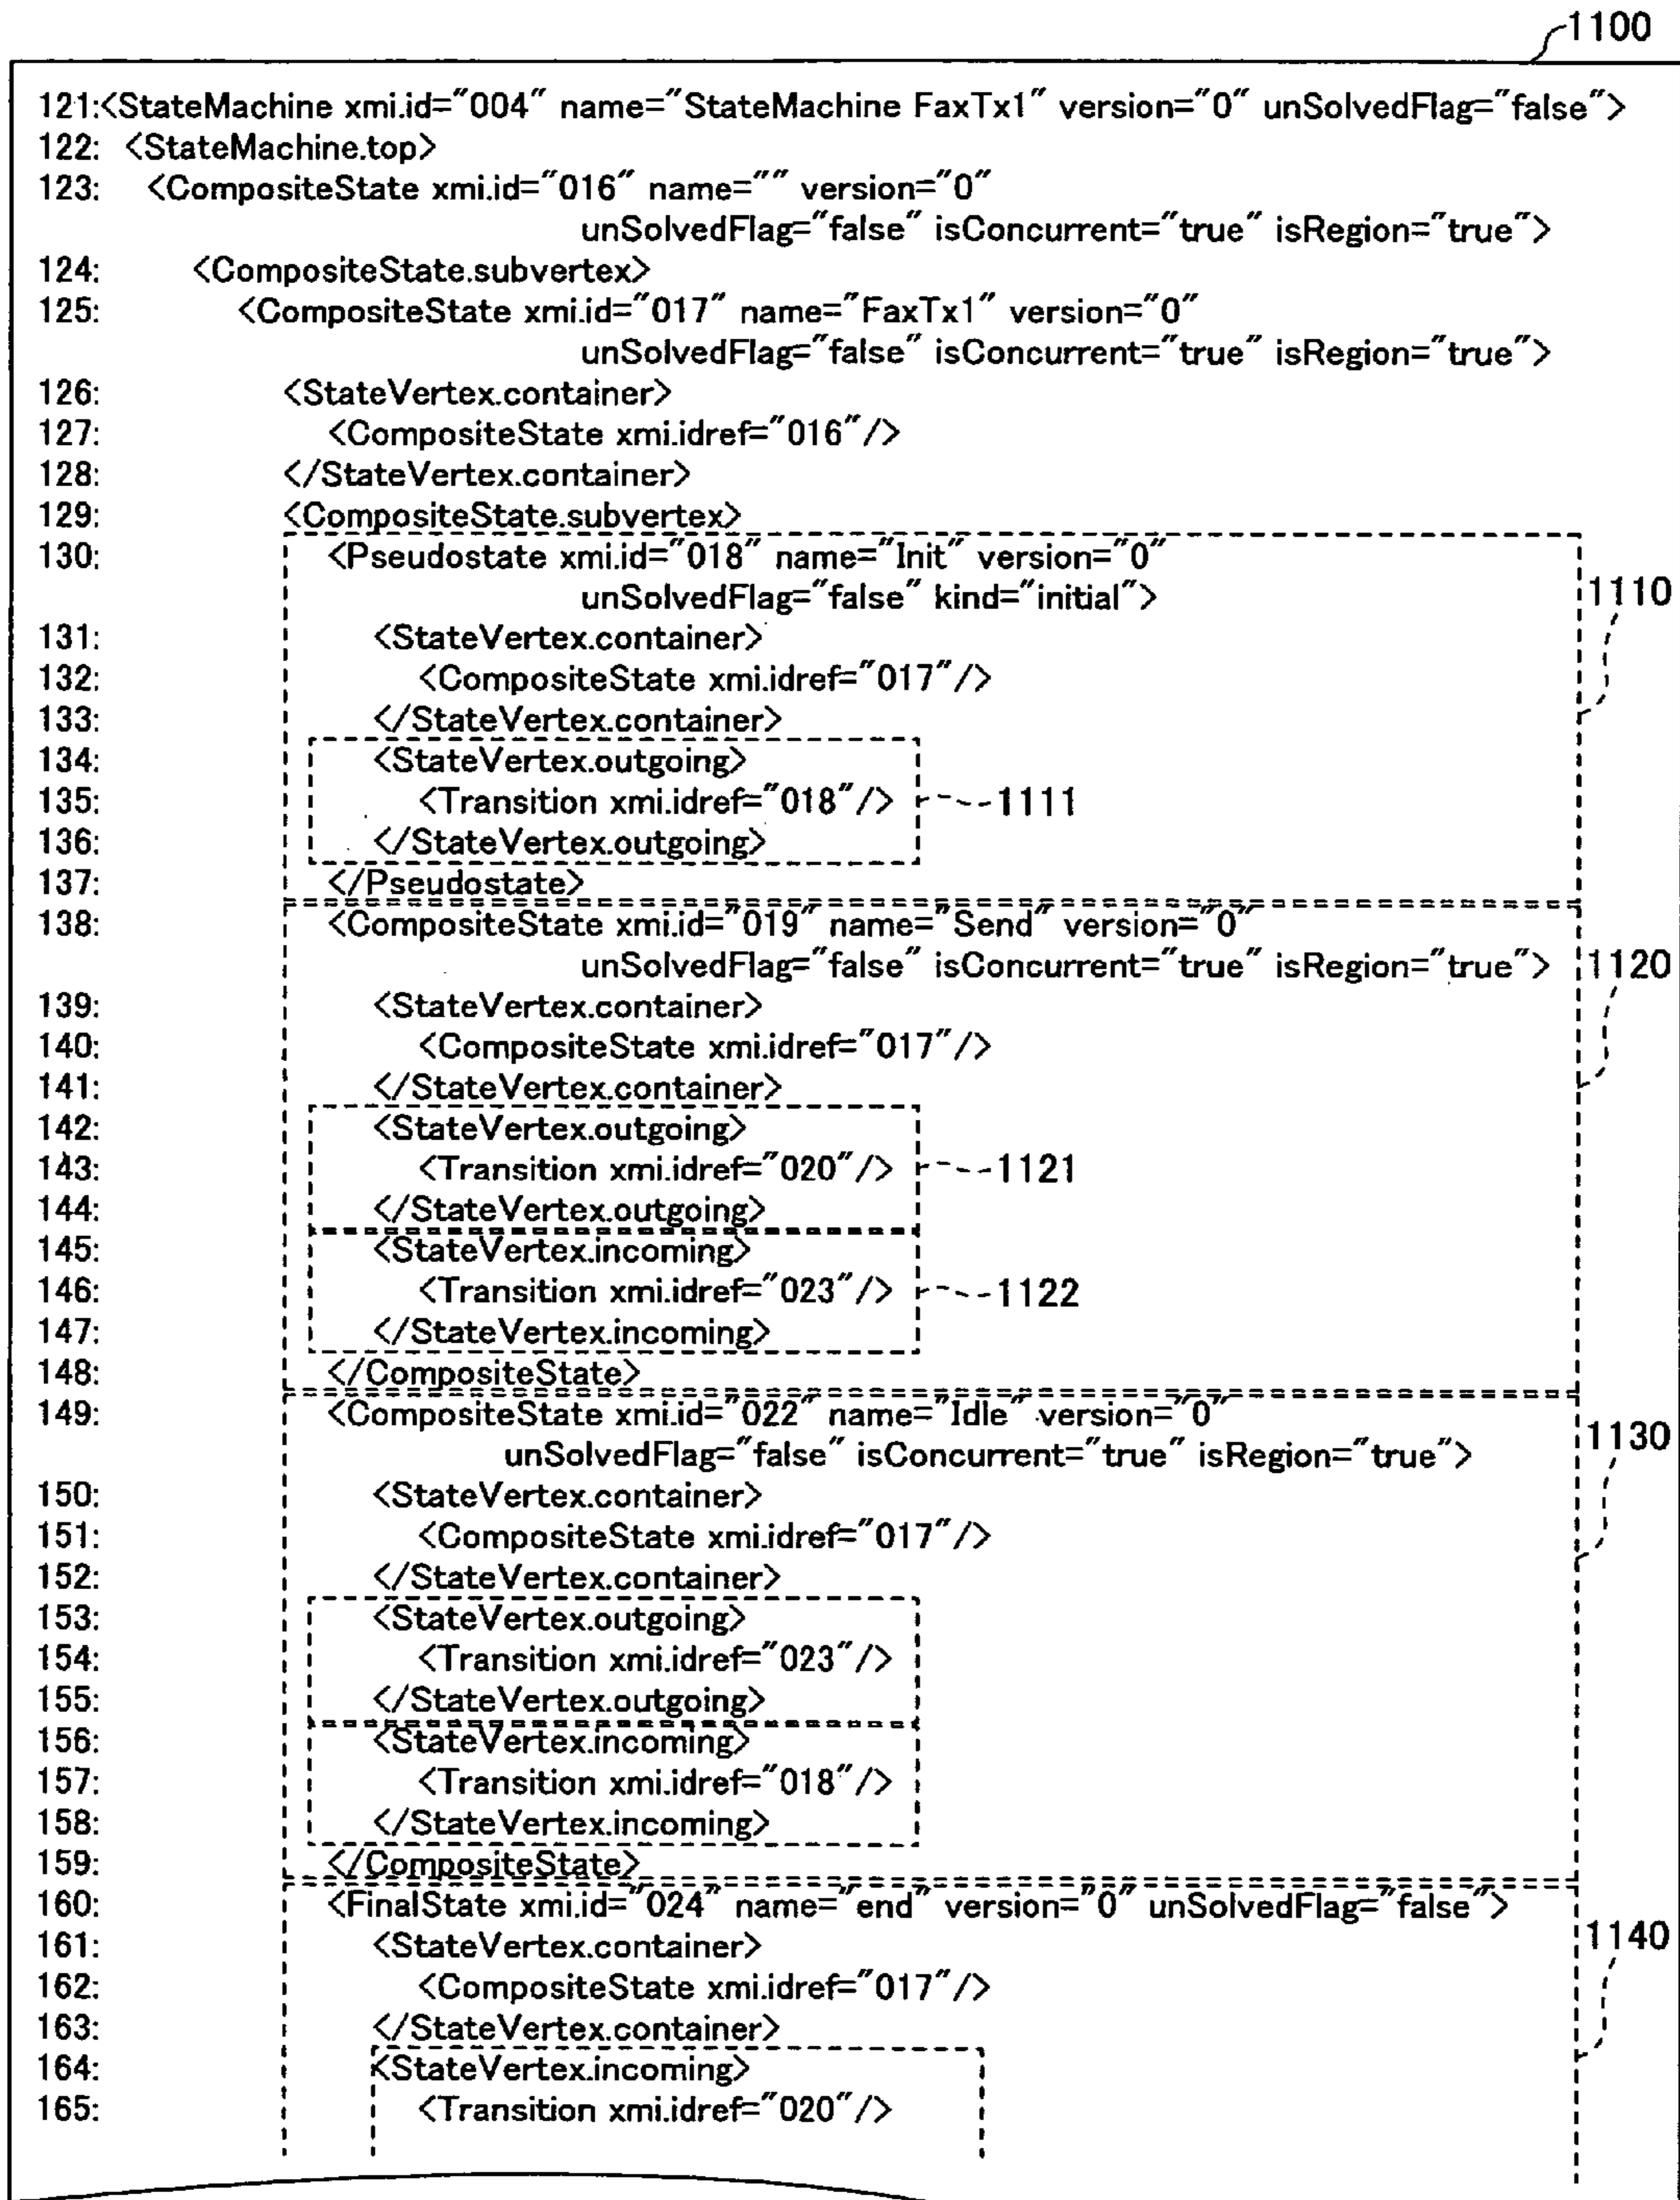 1100
121:<StateMachine xmi.id="004" name="StateMachine FaxTx1" version="0" unSolvedFlag="false">
122: <StateMachine.top>
123: <CompositeState xmi.id="016" name="" version="0"
unSolvedFlag="false" isConcurrent="true" isRegion="true">
124: <CompositeState.subvertex>
125: <CompositeState xmi.id="017" name="FaxTx1" version="0"
unSolvedFlag="false" isConcurrent="true" isRegion="true">
126: <StateVertex.container>
127: <CompositeState xmi.idref="016"/>
128: </StateVertex.container>
129: <CompositeState.subvertex>
130: <Pseudostate xmi.id="018" name="Init" version="0"
unSolvedFlag="false" kind="initial"> 1110
131: <StateVertex.container>
132: <CompositeState xmi.idref="017"/>
133: </StateVertex.container>
134: <StateVertex.outgoing>
135: <Transition xmi.idref="018"/> 1111
136: </StateVertex.outgoing>
137: </Pseudostate>
138: <CompositeState xmi.id="019" name="Send" version="0"
unSolvedFlag="false" isConcurrent="true" isRegion="true"> 1120
139: <StateVertex.container>
140: <CompositeState xmi.idref="017"/>
141: </StateVertex.container>
142: <StateVertex.outgoing>
143: <Transition xmi.idref="020"/> 1121
144: </StateVertex.outgoing>
145: <StateVertex.incoming>
146: <Transition xmi.idref="023"/> 1122
147: </StateVertex.incoming>
148: </CompositeState>
149: <CompositeState xmi.id="022" name="Idle" version="0"
unSolvedFlag="false" isConcurrent="true" isRegion="true"> 1130
150: <StateVertex.container>
151: <CompositeState xmi.idref="017"/>
152: </StateVertex.container>
153: <StateVertex.outgoing>
154: <Transition xmi.idref="023"/>
155: </StateVertex.outgoing>
156: <StateVertex.incoming>
157: <Transition xmi.idref="018"/>
158: </StateVertex.incoming>
159: </CompositeState>
160: <FinalState xmi.id="024" name="end" version="0" unSolvedFlag="false">
161: <StateVertex.container> 1140
162: <CompositeState xmi.idref="017"/>
163: </StateVertex.container>
164: <StateVertex.incoming>
165: <Transition xmi.idref="020"/>